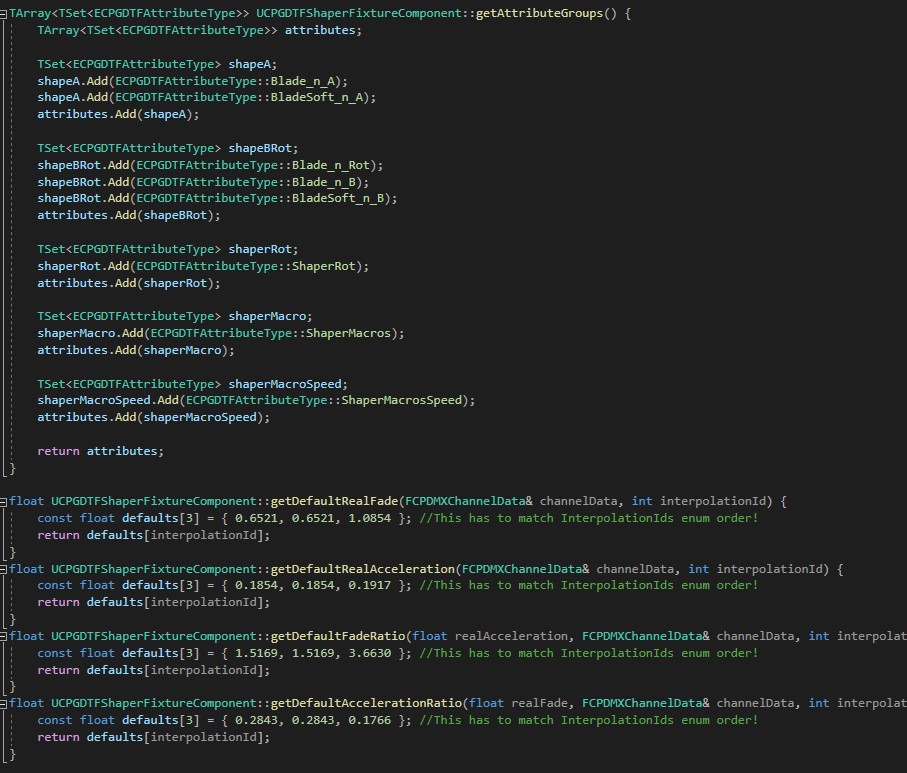 TArray<TSet<ECPGDTFAttributeType>> UCPGDTFShaperFixtureComponent::getAttributeGroups() {
    TArray<TSet<ECPGDTFAttributeType>> attributes;

    TSet<ECPGDTFAttributeType> shapeA;
    shapeA.Add(ECPGDTFAttributeType::Blade_n_A);
    shapeA.Add(ECPGDTFAttributeType::BladeSoft_n_A);
    attributes.Add(shapeA);

    TSet<ECPGDTFAttributeType> shapeBRot;
    shapeBRot.Add(ECPGDTFAttributeType::Blade_n_Rot);
    shapeBRot.Add(ECPGDTFAttributeType::Blade_n_B);
    shapeBRot.Add(ECPGDTFAttributeType::BladeSoft_n_B);
    attributes.Add(shapeBRot);

    TSet<ECPGDTFAttributeType> shaperRot;
    shaperRot.Add(ECPGDTFAttributeType::ShaperRot);
    attributes.Add(shaperRot);

    TSet<ECPGDTFAttributeType> shaperMacro;
    shaperMacro.Add(ECPGDTFAttributeType::ShaperMacros);
    attributes.Add(shaperMacro);

    TSet<ECPGDTFAttributeType> shaperMacroSpeed;
    shaperMacroSpeed.Add(ECPGDTFAttributeType::ShaperMacrosSpeed);
    attributes.Add(shaperMacroSpeed);

    return attributes;
}

float UCPGDTFShaperFixtureComponent::getDefaultRealFade(FCPDMXChannelData& channelData, int interpolationId) {
    const float defaults[3] = { 0.6521, 0.6521, 1.0854 }; //This has to match InterpolationIds enum order!
    return defaults[interpolationId];
}
float UCPGDTFShaperFixtureComponent::getDefaultRealAcceleration(FCPDMXChannelData& channelData, int interpolationId) {
    const float defaults[3] = { 0.1854, 0.1854, 0.1917 }; //This has to match InterpolationIds enum order!
    return defaults[interpolationId];
}
float UCPGDTFShaperFixtureComponent::getDefaultFadeRatio(float realAcceleration, FCPDMXChannelData& channelData, int interpolat
    const float defaults[3] = { 1.5169, 1.5169, 3.6630 }; //This has to match InterpolationIds enum order!
    return defaults[interpolationId];
}
float UCPGDTFShaperFixtureComponent::getDefaultAccelerationRatio(float realFade, FCPDMXChannelData& channelData, int interpolat
    const float defaults[3] = { 0.2843, 0.2843, 0.1766 }; //This has to match InterpolationIds enum order!
    return defaults[interpolationId];
}